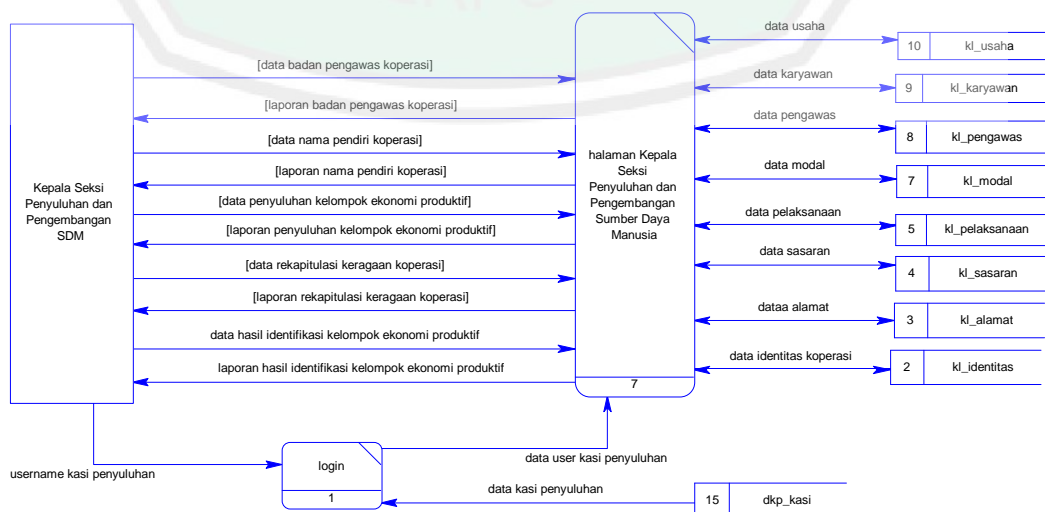 data usaha
10 kl_usaha
[data badan pengawas koperasi]
data karyawan
9 kl_karyawan
[laporan badan pengawas koperasi]
data pengawas
8 kl_pengawas
[data nama pendiri koperasi]
halaman Kepala
Seksi
Penyuluhan dan
Pengembangan
Sumber Daya
Manusia
data modal
7 kl_modal
[laporan nama pendiri koperasi]
Kepala Seksi
Penyuluhan dan
Pengembangan
SDM
[data penyuluhan kelompok ekonomi produktif]
data pelaksanaan
5 kl_pelaksanaan
[laporan penyuluhan kelompok ekonomi produktif]
data sasaran
4 kl_sasaran
[data rekapitulasi keragaan koperasi]
[laporan rekapitulasi keragaan koperasi]
dataa alamat
3 kl_alamat
data hasil identifikasi kelompok ekonomi produktif
data identitas koperasi
2 kl_identitas
laporan hasil identifikasi kelompok ekonomi produktif
7
username kasi penyuluhan
login
1
data user kasi penyuluhan
data kasi penyuluhan
15 dkp_kasi